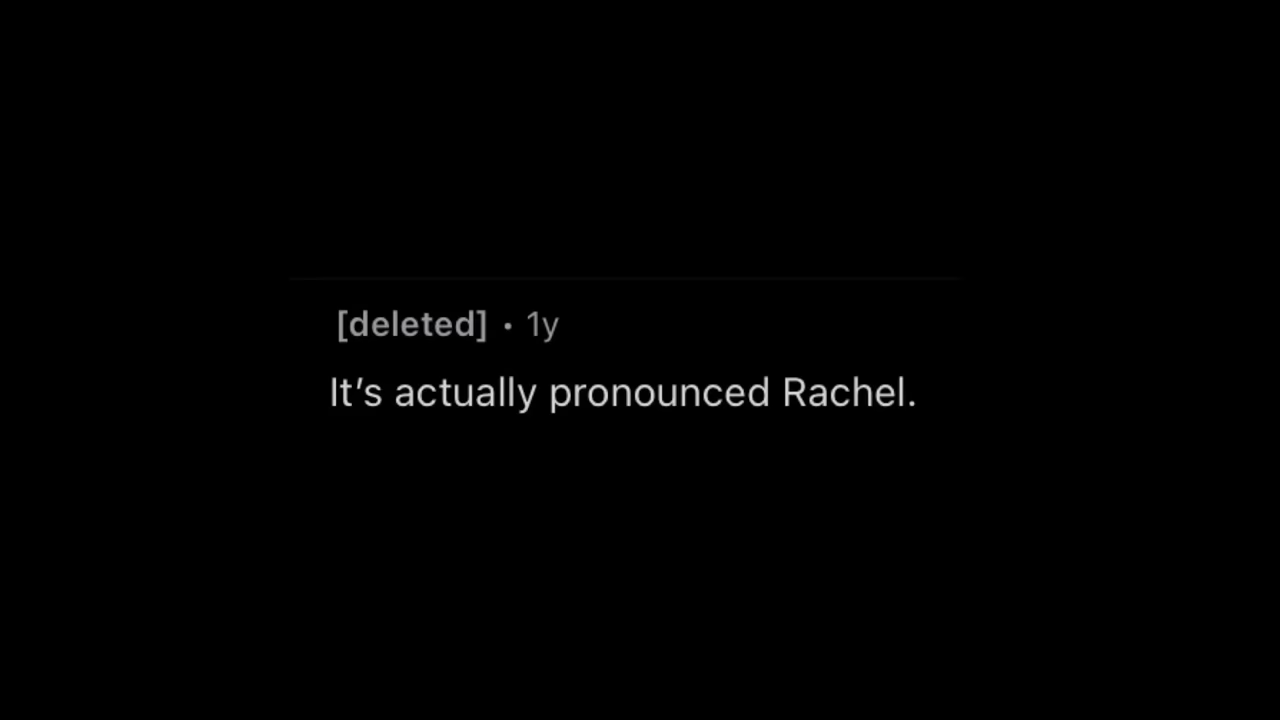 [deleted] • 1y
It’s actually pronounced Rachel.